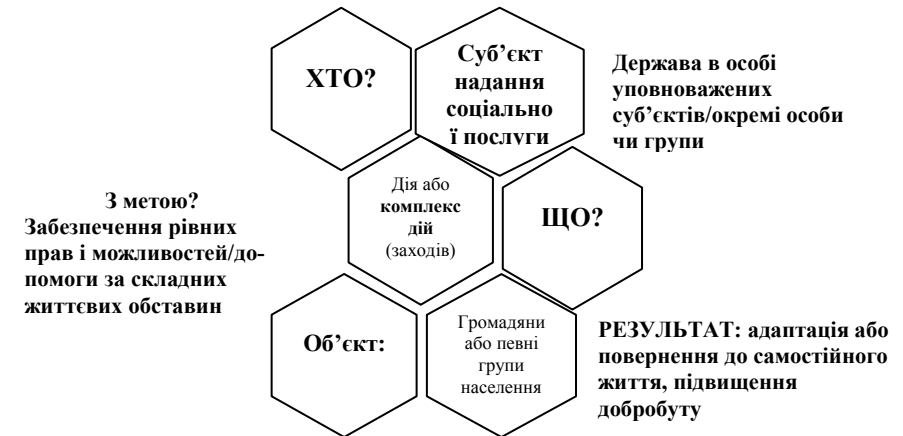 ХТО?
Суб’єкт
надання
соціально
ї послуги
Держава в особі
уповноважених
суб’єктів/окремі особи
чи групи
З метою?
Забезпечення рівних
прав і можливостей/до-
помоги за складних
життєвих обставин
Дія або
комплекс
дій
(заходів)
ЩО?
Об’єкт:
Громадяни
або певні
групи
населення
РЕЗУЛЬТАТ: адаптація або
повернення до самостійного
життя, підвищення
добробуту